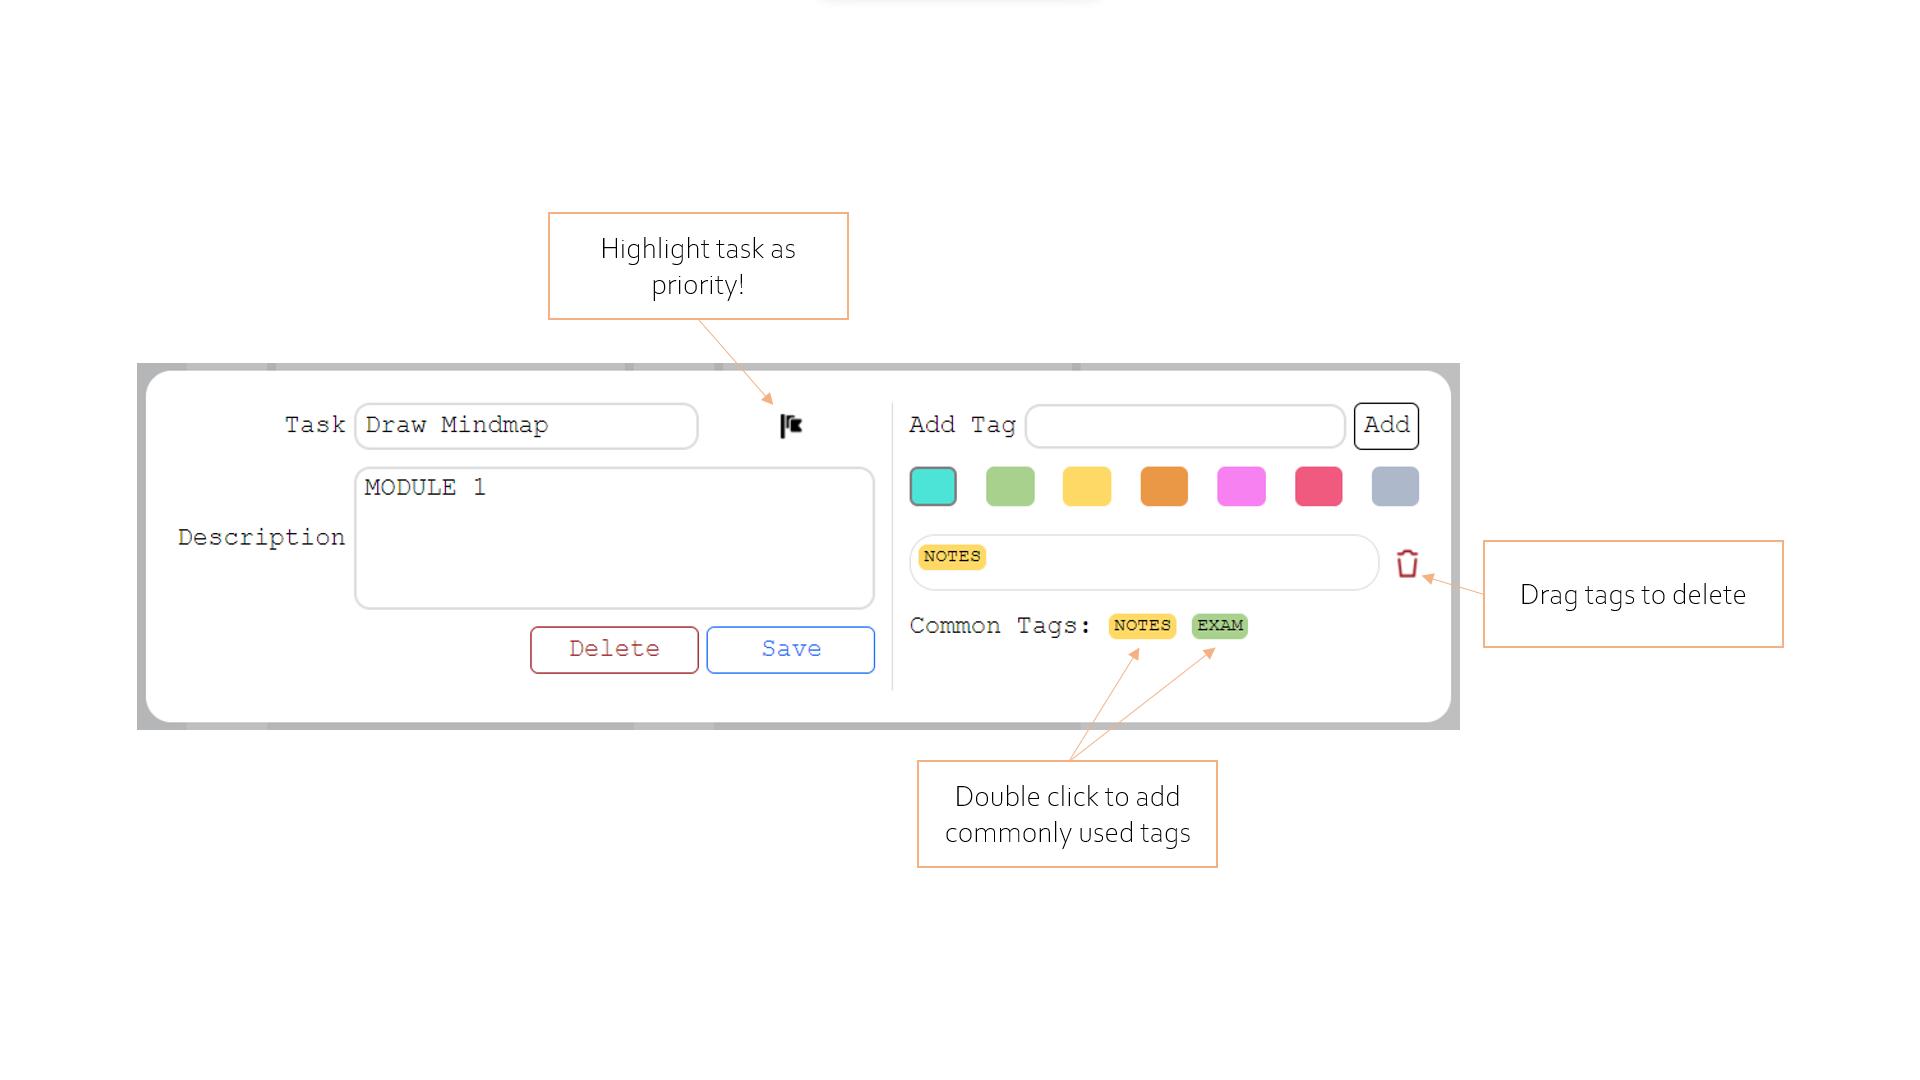 Highlight task as
priority!
Task
Draw Mindmap
Description
MODULE 1
Delete
Save
Add Tag
Add
NOTES
Common Tags:
NOTES
EXAM
Drag tags to delete
Double click to add
commonly used tags